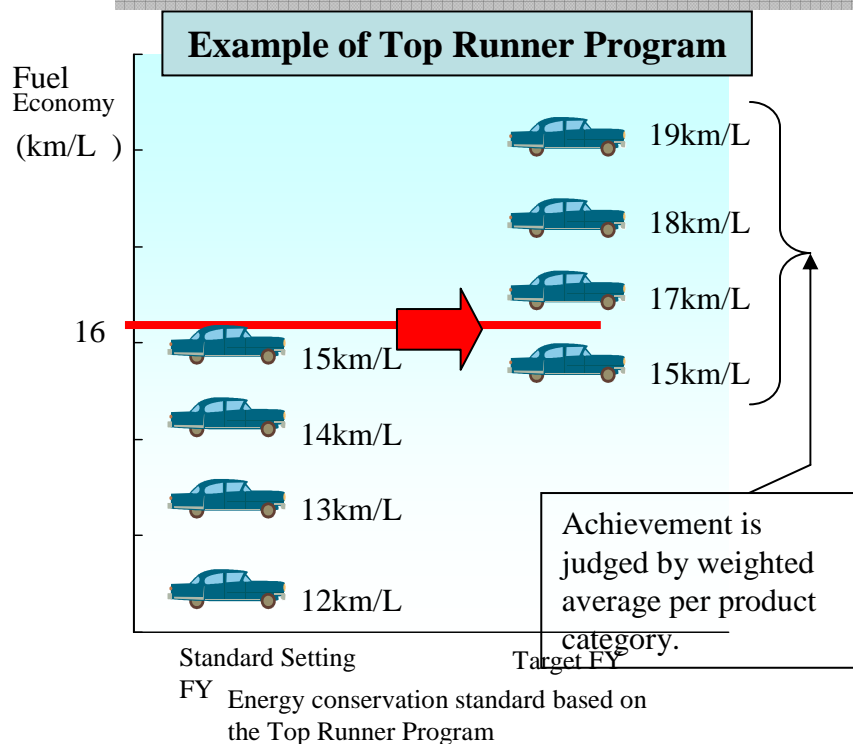 Example of Top Runner Program
Fuel
Economy
(km/L )
19km/L
18km/L
17km/L
16
15km/L
15km/L
14km/L
13km/L
12km/L
Achievement is
judged by weighted
average per product
category.
Standard Setting
FY
Target FY
Energy conservation standard based on
the Top Runner Program